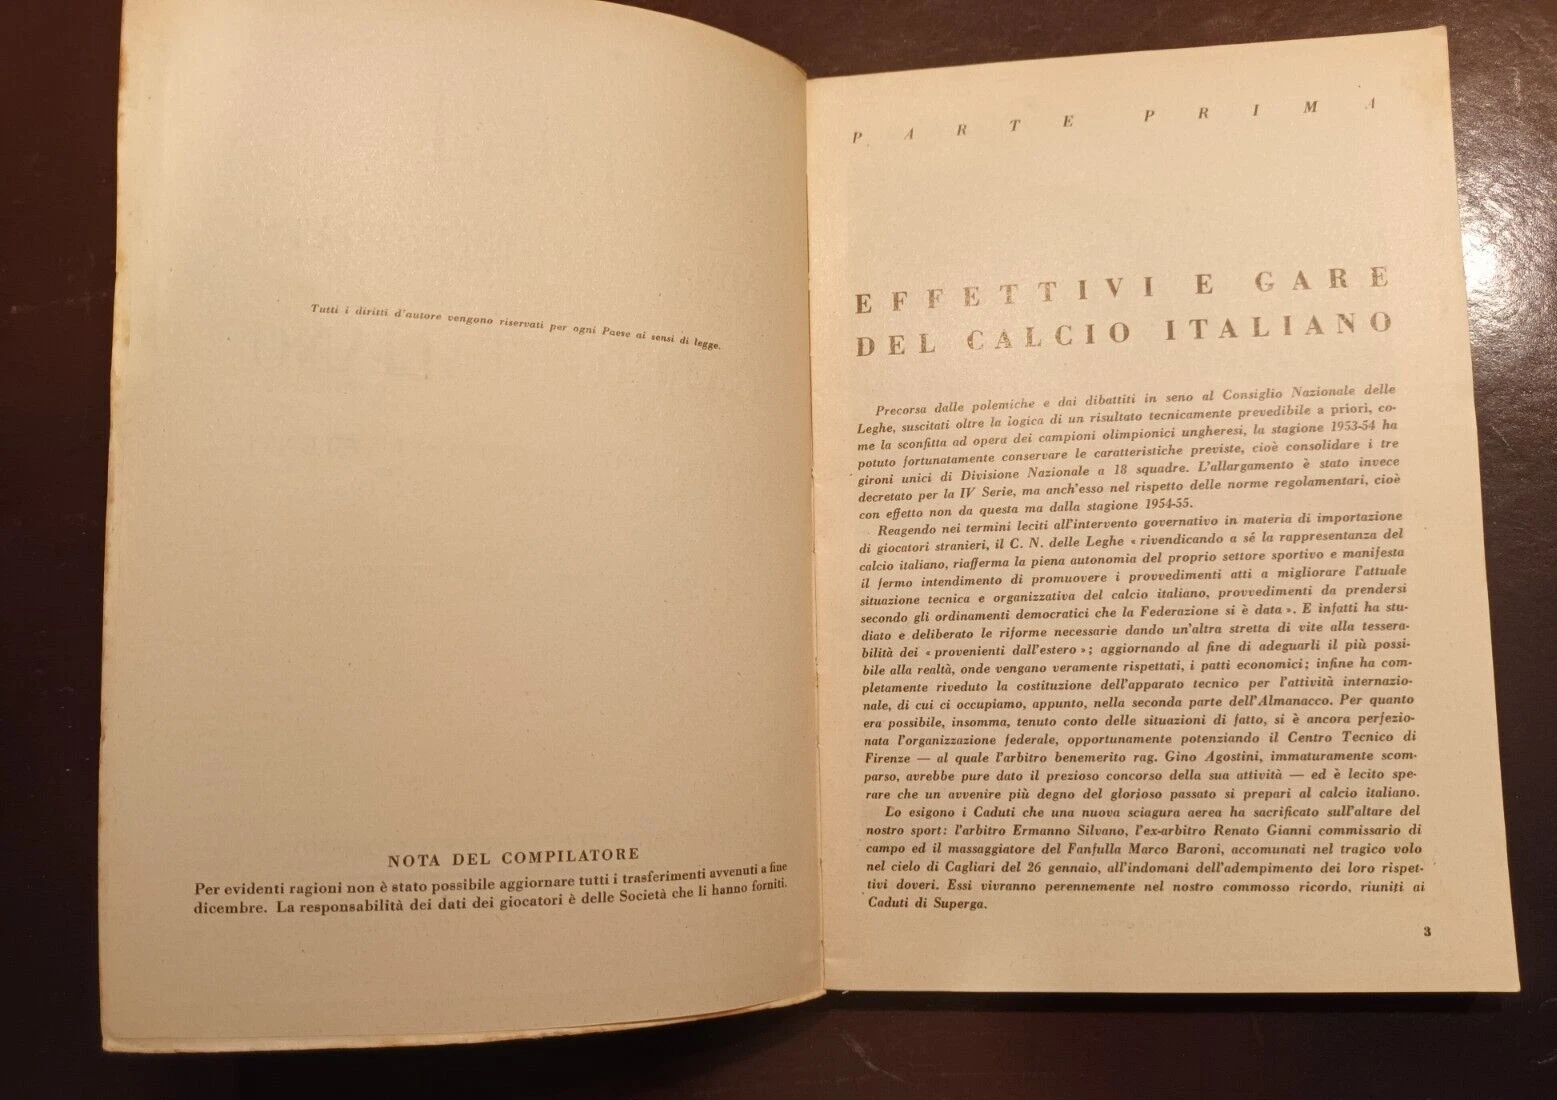 Tutti i diritti d'autore vengono riservati per ogni Paese ai sensi di legge.
NOTA DEL COMPILATORE
Per evidenti ragioni non è stato possibile aggiornare tutti i trasferimenti avvenuti a fine
dicembre. La responsabilità dei dati dei giocatori è delle Società che li hanno forniti.
PARTE PRIMA
EFFETTIVI E GARE
DEL CALCIO ITALIANO
Precorsa dalle polemiche e dai dibattiti in seno al Consiglio Nazionale delle
Leghe, suscitati oltre la logica di un risultato tecnicamente prevedibile a priori, co-
me la sconfitta ad opera dei campioni olimpionici ungheresi, la stagione 1953-54 ha
potuto fortunatamente conservare le caratteristiche previste, cioè consolidare i tre
gironi unici di Divisione Nazionale a 18 squadre. L'allargamento è stato invece
decretato per la IV Serie, ma anch'esso nel rispetto delle norme regolamentari, cioè
con effetto non da questa ma dalla stagione 1954-55.
Reagendo nei termini leciti all'intervento governativo in materia di importazione
di giocatori stranieri, il C. N. delle Leghe « rivendicando a sé la rappresentanza del
calcio italiano, riafferma la piena autonomia del proprio settore sportivo e manifesta
il fermo intendimento di promuovere i provvedimenti atti a migliorare l'attuale
situazione tecnica e organizzativa del calcio italiano, provvedimenti da prendersi
secondo gli ordinamenti democratici che la Federazione si è data ». E infatti ha stu-
diato e deliberato le riforme necessarie dando un'altra stretta di vite alla tessera-
bilità dei « provenienti dall'estero » ; aggiornando al fine di adeguarli il più possi-
bile alla realtà, onde vengano veramente rispettati, i patti economici ; infine ha com-
pletamente riveduto la costituzione dell'apparato tecnico per l'attività internazio-
nale, di cui ci occupiamo, appunto, nella seconda parte dell'Almanacco. Per quanto
era possibile, insomma, tenuto conto delle situazioni di fatto, si è ancora perfezio-
nata l'organizzazione federale, opportunamente potenziando il Centro Tecnico di
Firenze — al quale l'arbitro benemerito rag. Gino Agostini, immaturamente scom-
parso, avrebbe pure dato il prezioso concorso della sua attività — ed è lecito spe-
rare che un avvenire più degno del glorioso passato si prepari al calcio italiano.
Lo esigono i Caduti che una nuova sciagura aerea ha sacrificato sull'altare del
nostro sport : l'arbitro Ermanno Silvano, l'ex-arbitro Renato Gianni commissario di
campo ed il massaggiatore del Fanfulla Marco Baroni, accomunati nel tragico volo
nel cielo di Cagliari del 26 gennaio, all'indomani dell'adempimento dei loro rispet-
tivi doveri. Essi vivranno perennemente nel nostro commosso ricordo, riuniti ai
Caduti di Superga.
3